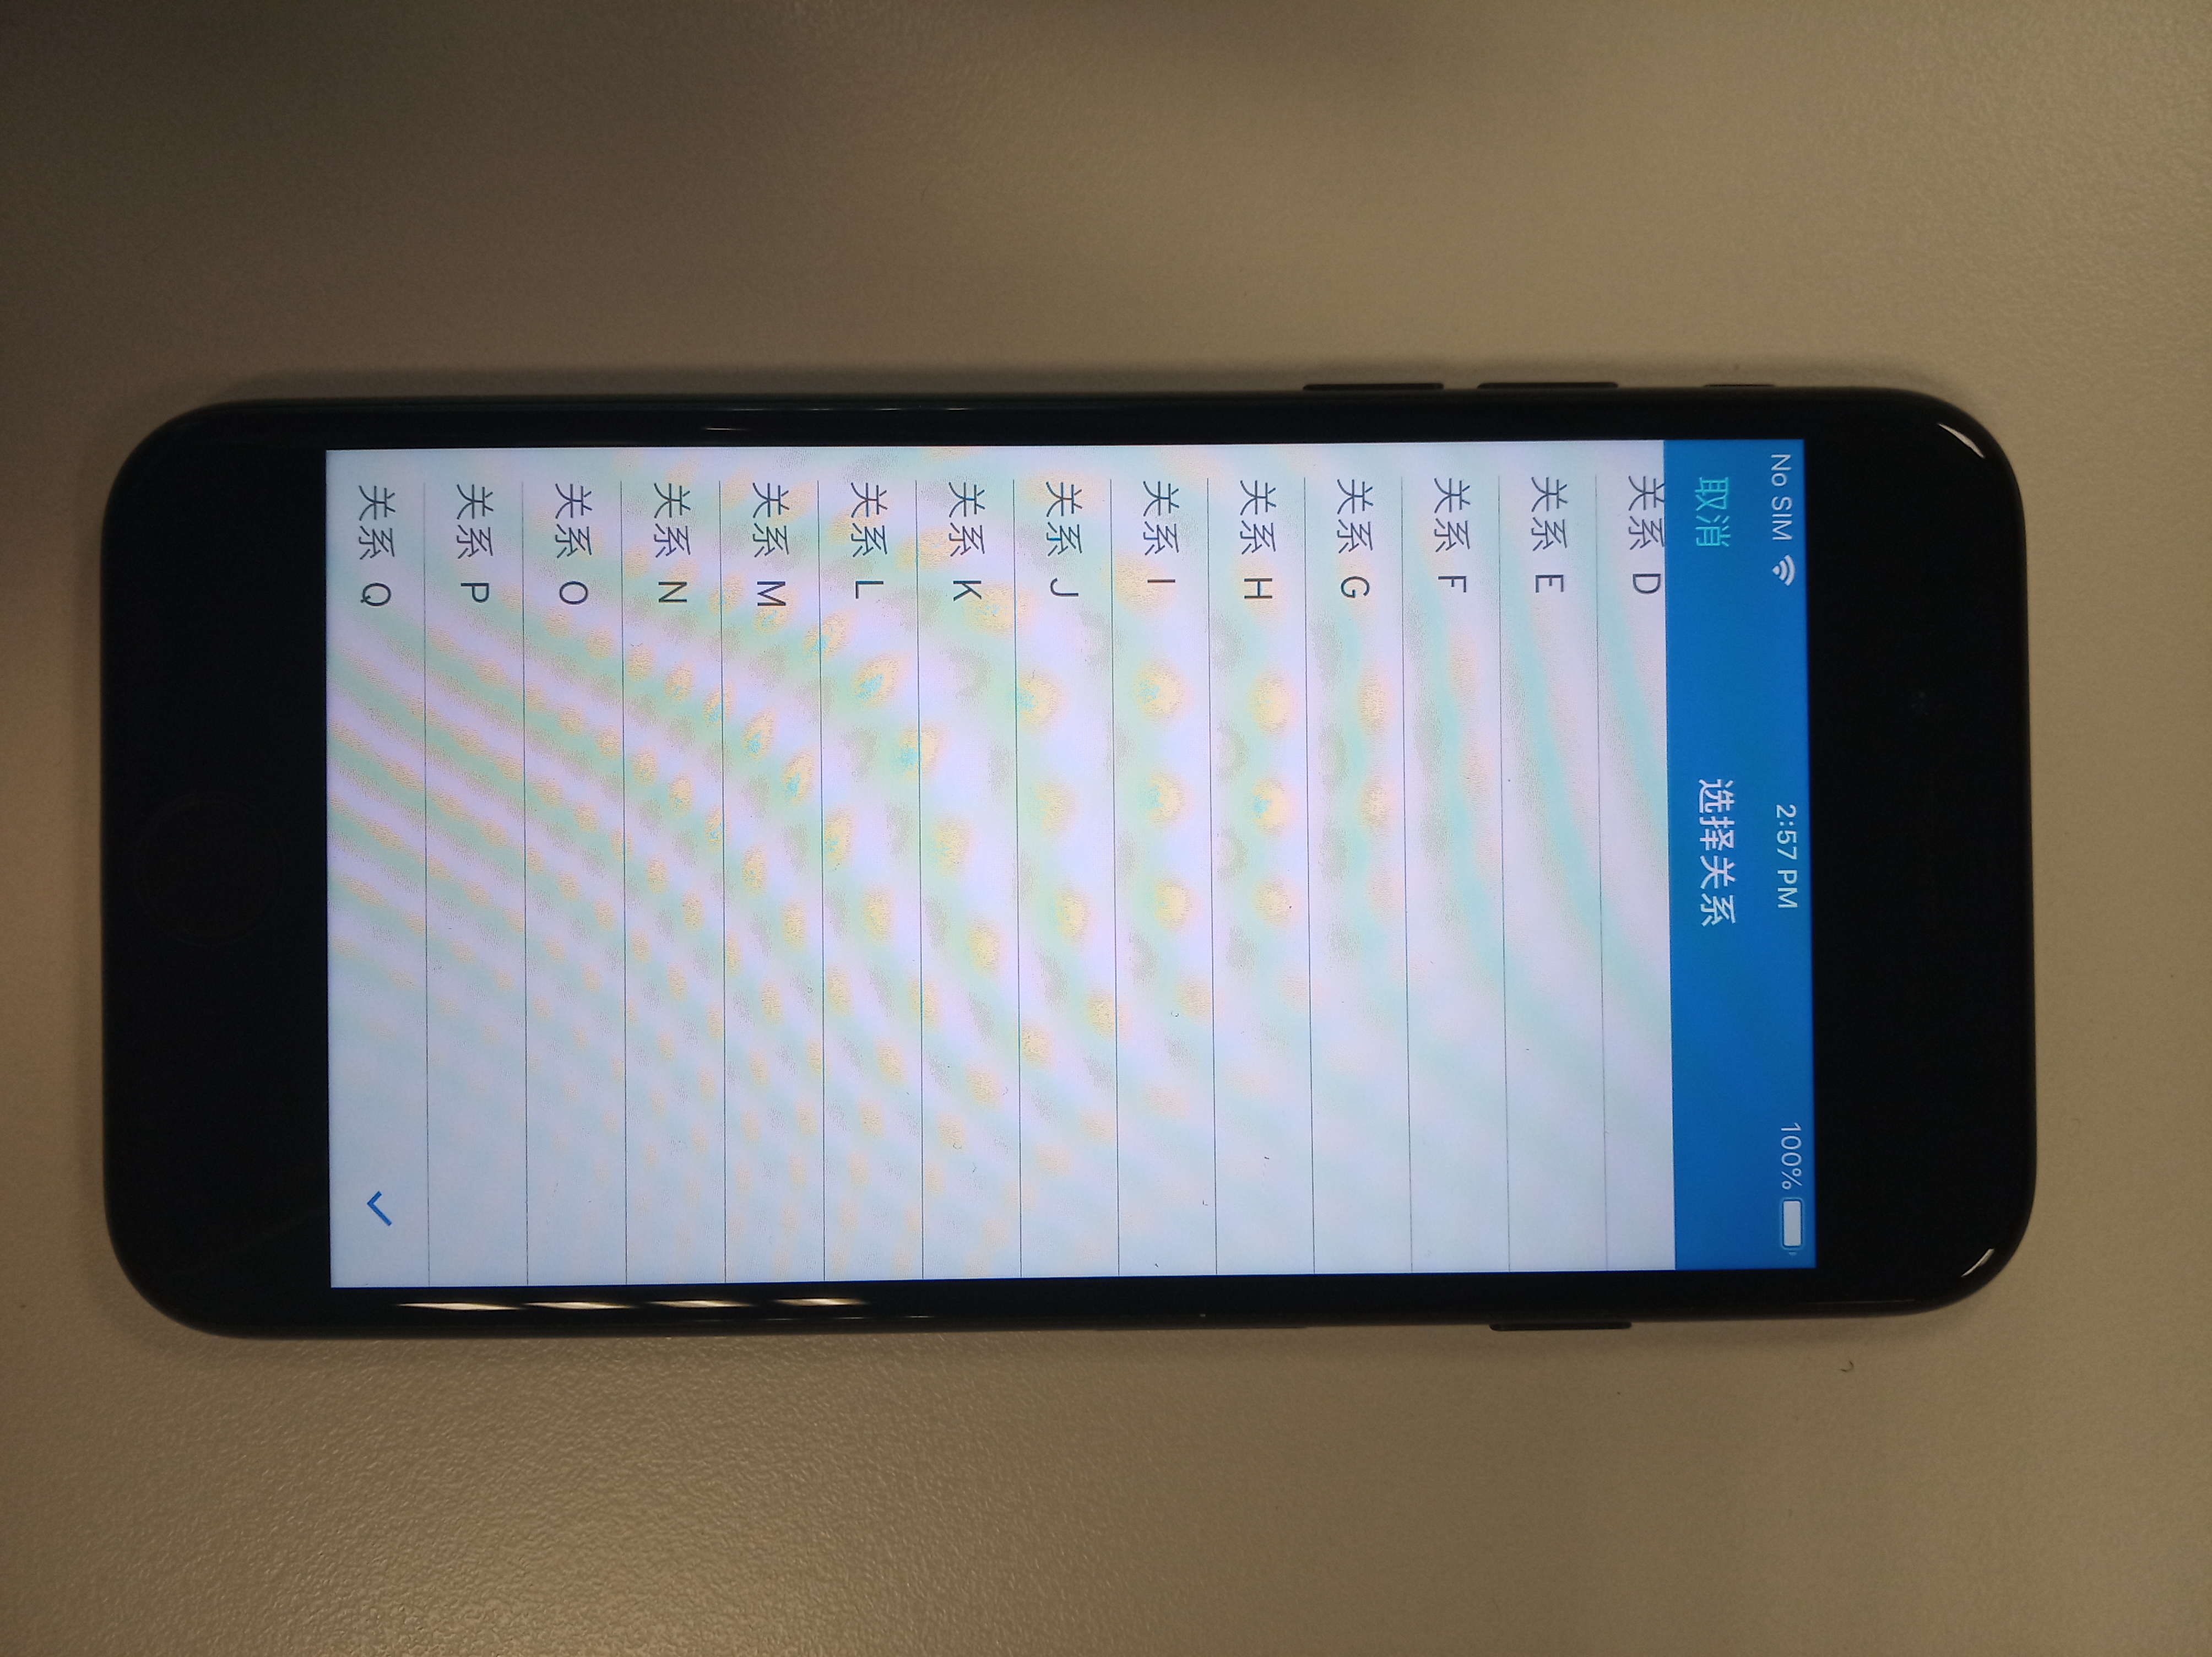 No SIM 2:57 PM 100%
取消 选择关系
关系 D
关系 E
关系 F
关系 G
关系 H
关系 I
关系 J
关系 K
关系 L
关系 M
关系 N
关系 O
关系 P
关系 Q